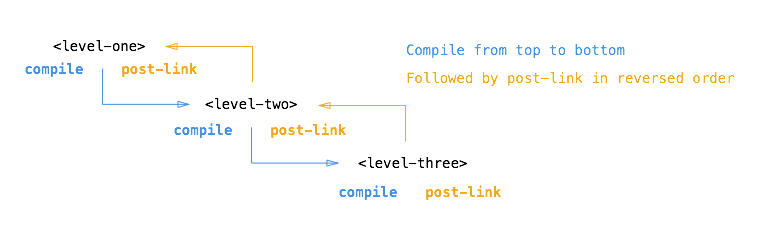 <level-one>
compile post-link
Compile from top to bottom
Followed by post-link in reversed order
<level-two>
compile post-link
<level-three>
compile post-link